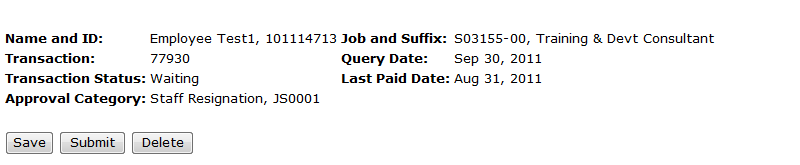 Name and ID: Employee Test1, 101114713 Job and Suffix: S03155-00, Training & Devt Consultant
Transaction: 77930 Query Date: Sep 30, 2011
Transaction Status: Waiting Last Paid Date: Aug 31, 2011
Approval Category: Staff Resignation, JS0001
Save Submit Delete